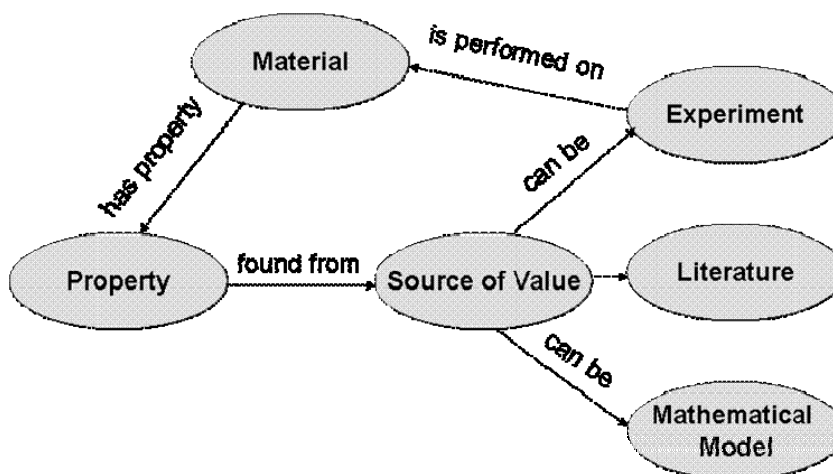 Material
is performed on
Experiment
has property
can be
Property
found from
Source of Value
Literature
can be
Mathematical
Model